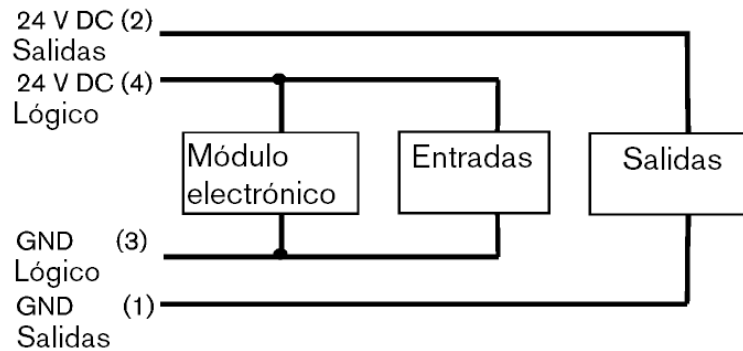 24 V DC (2)
Salidas
24 V DC (4)
Lógico
Módulo
electrónico
Entradas
Salidas
GND (3)
Lógico
GND (1)
Salidas